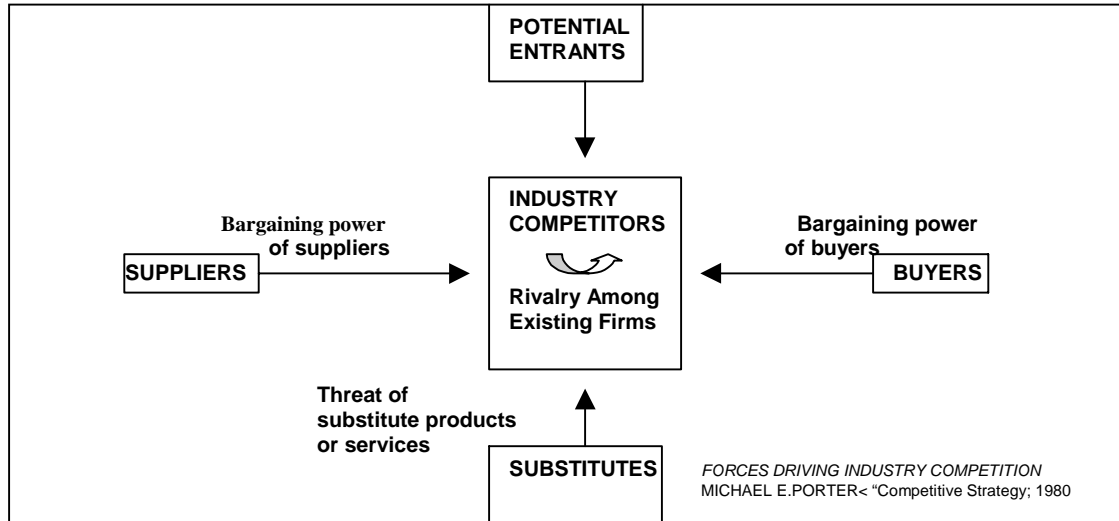 POTENTIAL
ENTRANTS
INDUSTRY
COMPETITORS
Rivalry Among
Existing Firms
Bargaining power
of suppliers
SUPPLIERS
Bargaining power
of buyers
BUYERS
Threat of
substitute products
or services
SUBSTITUTES
FORCES DRIVING INDUSTRY COMPETITION
MICHAEL E.PORTER< “Competitive Strategy; 1980